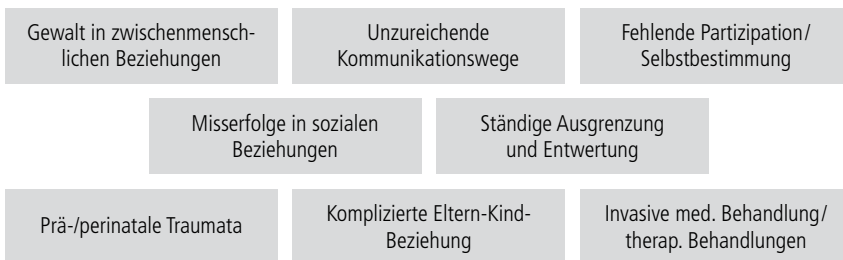 Gewalt in zwischenmensch-
lichen Beziehungen
Unzureichende
Kommunikationswege
Fehlende Partizipation/
Selbstbestimmung
Misserfolge in sozialen
Beziehungen
Ständige Ausgrenzung
und Entwertung
Prä-/perinatale Traumata
Komplizierte Eltern-Kind-
Beziehung
Invasive med. Behandlung/
therap. Behandlungen